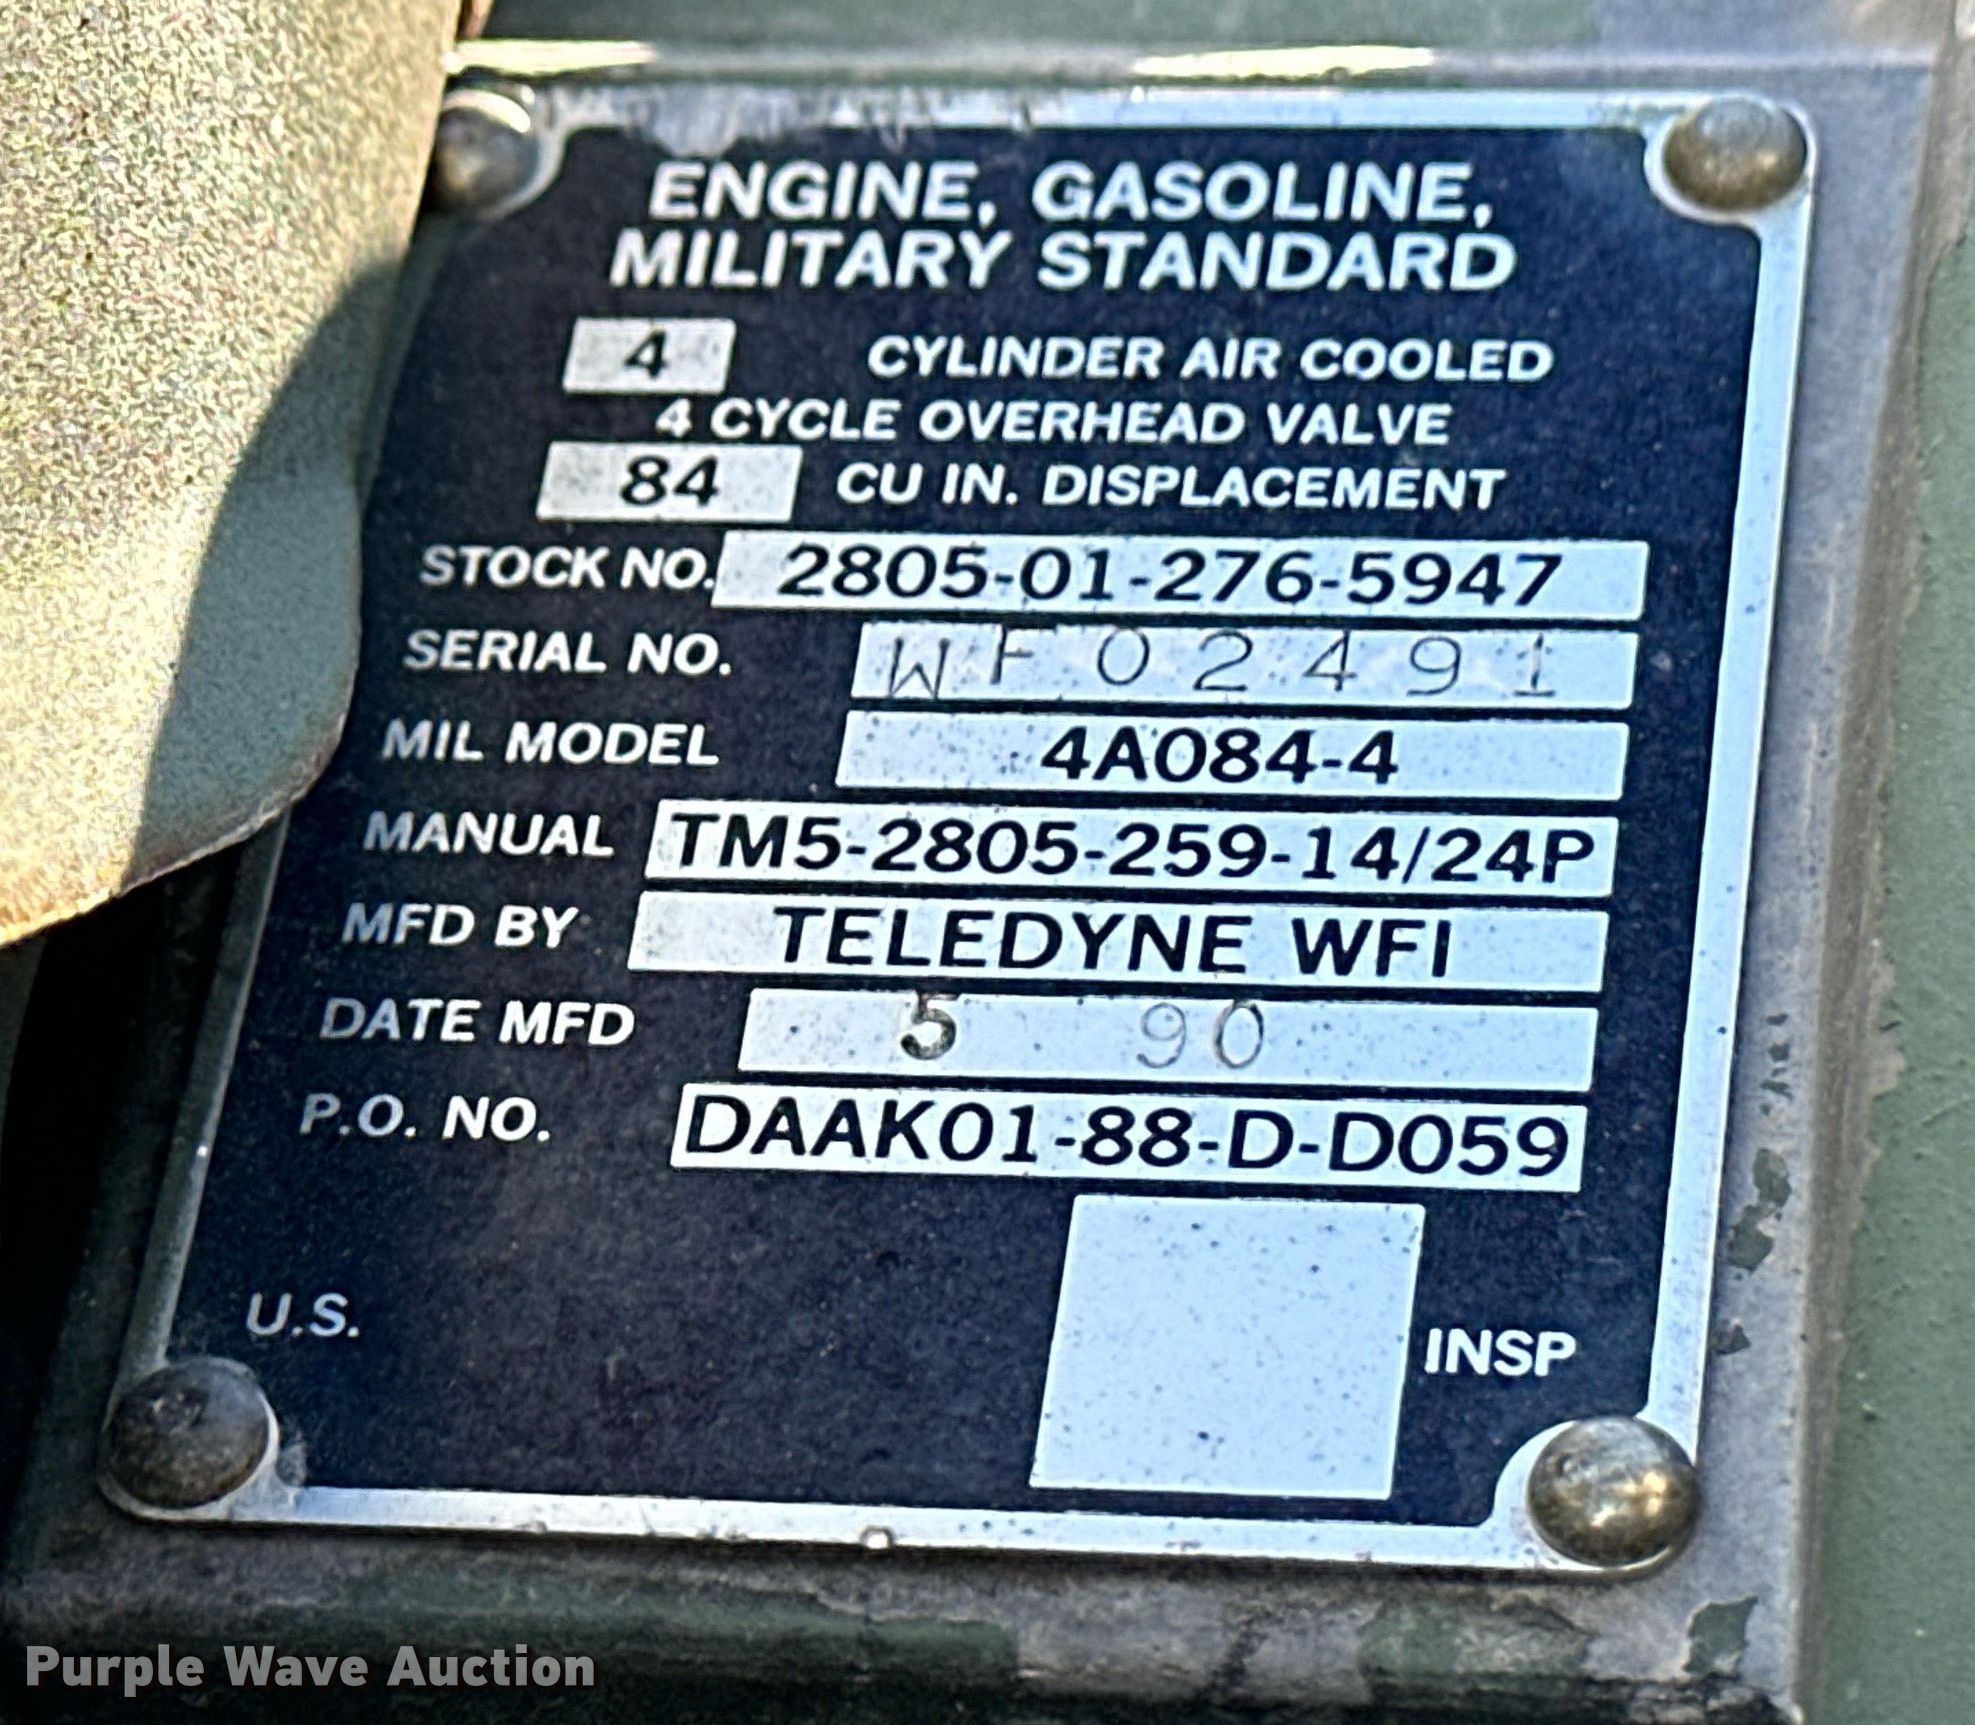 ENGINE, GASOLINE,
MILITARY STANDARD
4 CYLINDER AIR COOLED
4 CYCLE OVERHEAD VALVE
84 CU IN. DISPLACEMENT
STOCK NO. 2805-01-276-5947
SERIAL NO. WF02491
MIL MODEL 4A084-4
MANUAL TM5-2805-259-14/24P
MFD BY TELEDYNE WFI
DATE MFD 5 90
P.O. NO. DAAK01-88-D-D059
U.S.
INSP
Purple Wave Auction